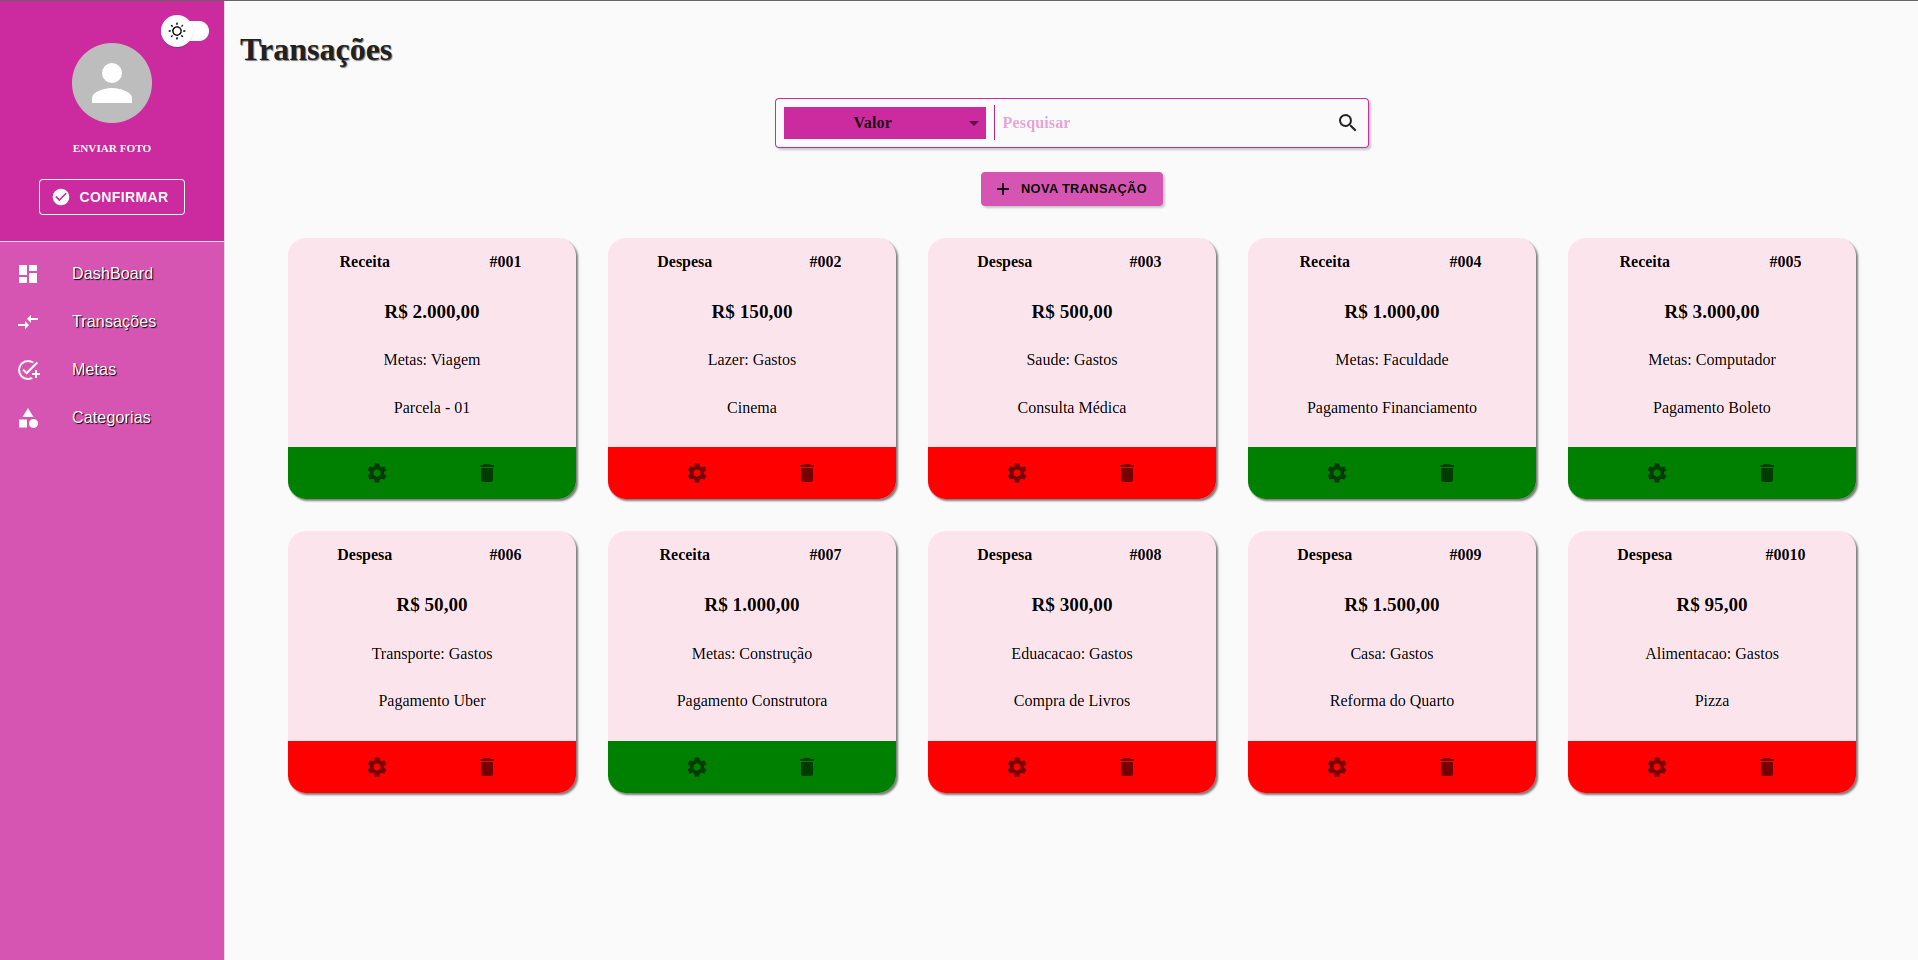 ENVIAR FOTO
CONFIRMAR
DashBoard
Transações
Metas
Categorias
Transações
Valor
Pesquisar
NOVA TRANSAÇÃO
Receita #001
R$ 2.000,00
Metas: Viagem
Parcela - 01
Despesa #002
R$ 150,00
Lazer: Gastos
Cinema
Despesa #003
R$ 500,00
Saude: Gastos
Consulta Médica
Receita #004
R$ 1.000,00
Metas: Faculdade
Pagamento Financiamento
Receita #005
R$ 3.000,00
Metas: Computador
Pagamento Boleto
Despesa #006
R$ 50,00
Transporte: Gastos
Pagamento Uber
Receita #007
R$ 1.000,00
Metas: Construção
Pagamento Construtora
Despesa #008
R$ 300,00
Eduacacao: Gastos
Compra de Livros
Despesa #009
R$ 1.500,00
Casa: Gastos
Reforma do Quarto
Despesa #0010
R$ 95,00
Alimentacao: Gastos
Pizza